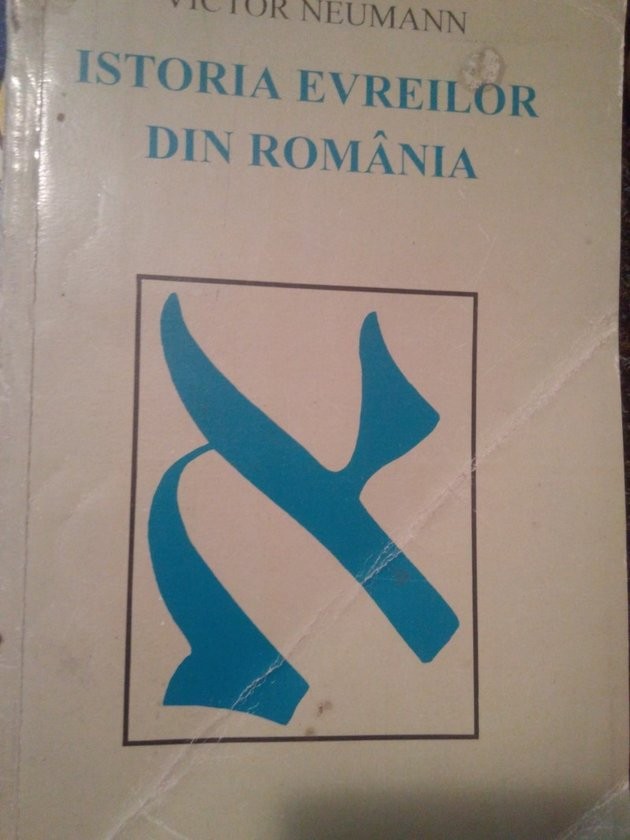 VICTOR NEUMANN
ISTORIA EVREILOR
DIN ROMÂNIA
א